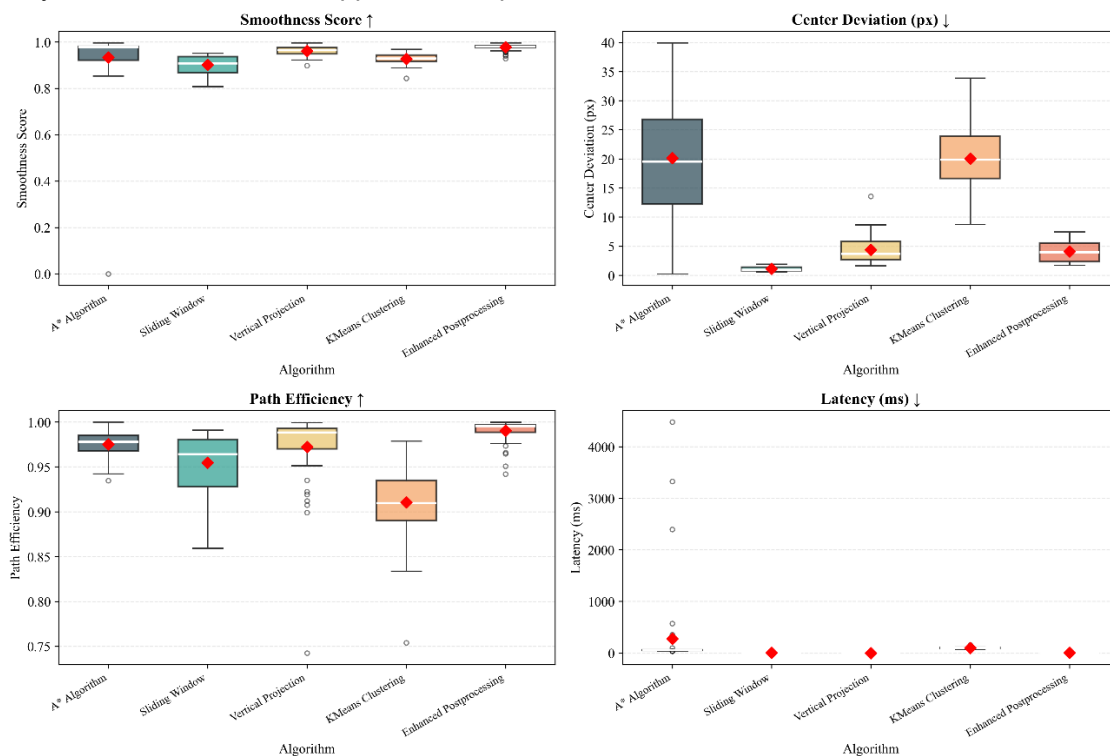 Smoothness Score ↑
1.0
0.8
0.6
0.4
0.2
0.0
Smoothness Score
A* Algorithm
Sliding Window
Vertical Projection
KMeans Clustering
Enhanced Postprocessing
Algorithm
Center Deviation (px) ↓
40
35
30
25
20
15
10
5
0
Center Deviation (px)
A* Algorithm
Sliding Window
Vertical Projection
KMeans Clustering
Enhanced Postprocessing
Algorithm
Path Efficiency ↑
1.00
0.95
0.90
0.85
0.80
0.75
Path Efficiency
A* Algorithm
Sliding Window
Vertical Projection
KMeans Clustering
Enhanced Postprocessing
Algorithm
Latency (ms) ↓
4000
3000
2000
1000
0
Latency (ms)
A* Algorithm
Sliding Window
Vertical Projection
KMeans Clustering
Enhanced Postprocessing
Algorithm